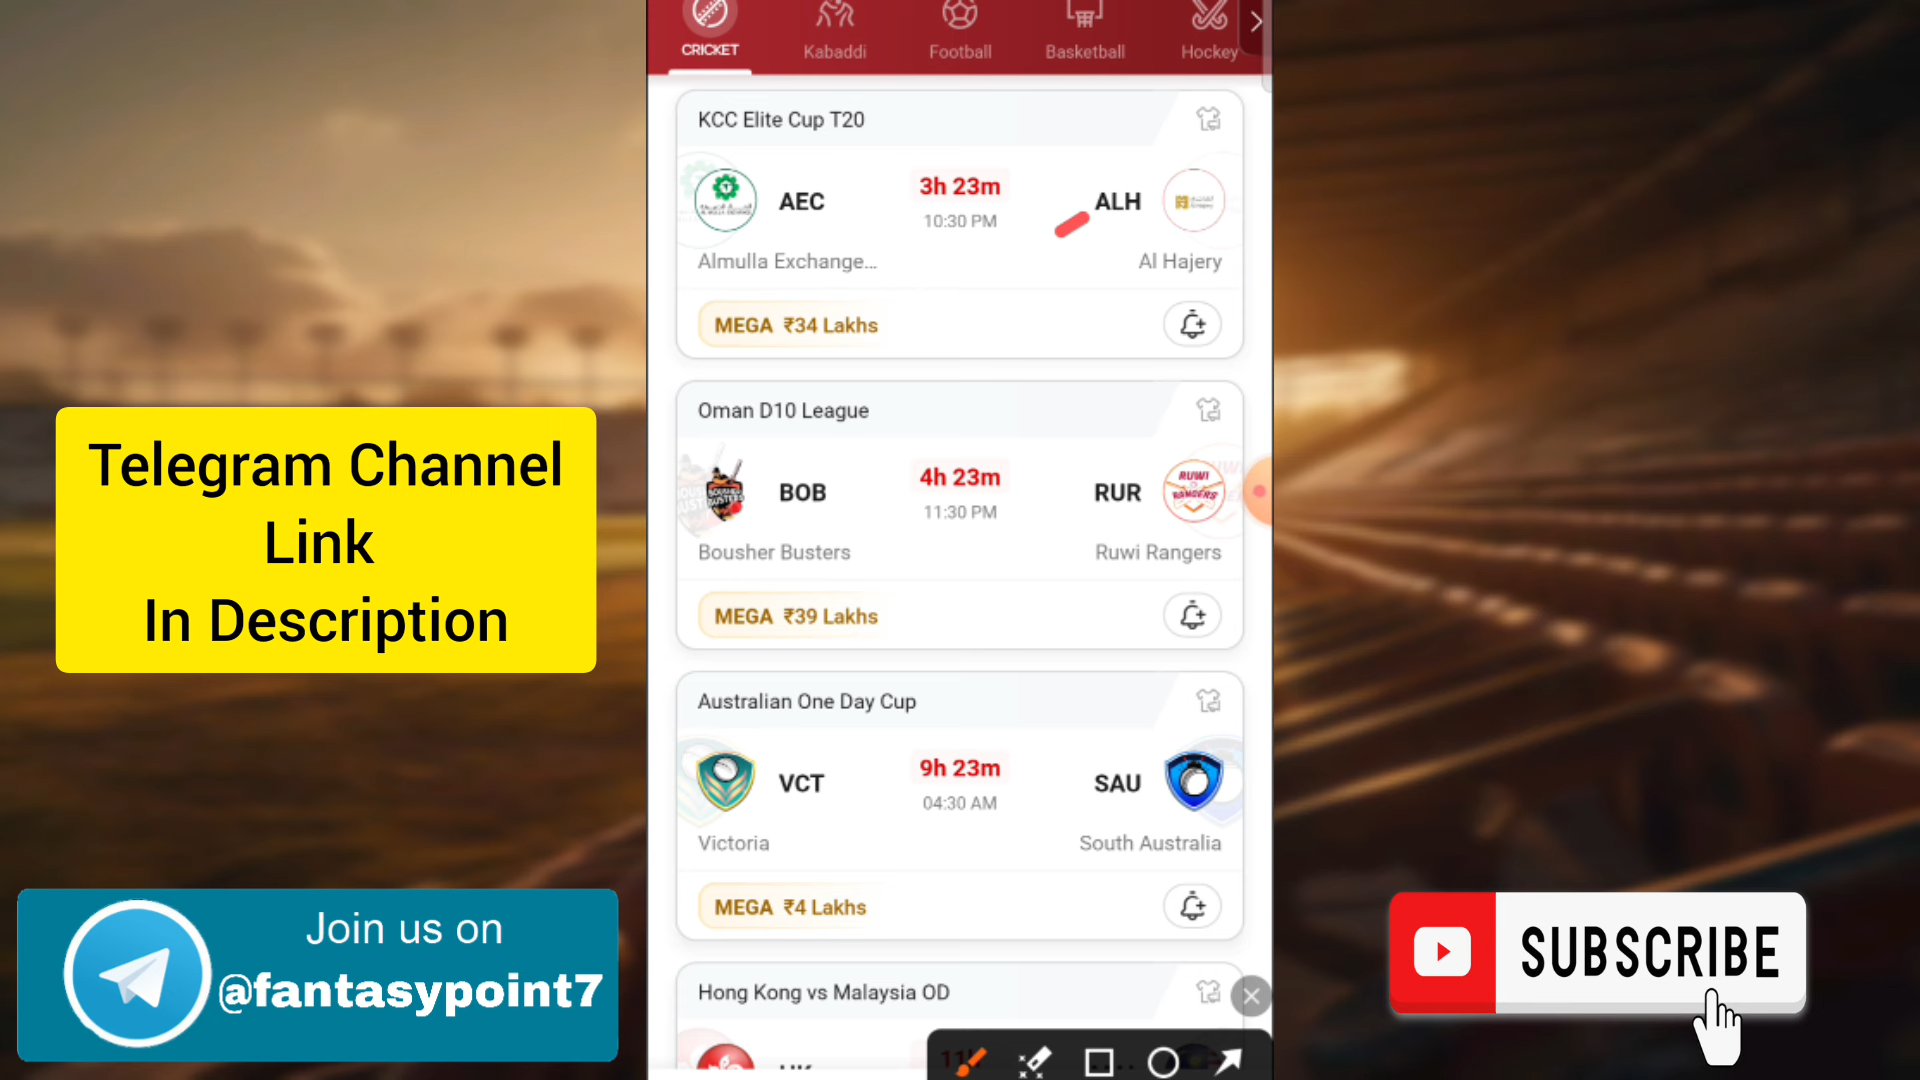 CRICKET
Kabaddi
Football
Basketball
Hockey
KCC Elite Cup T20
AEC
3h 23m
10:30 PM
ALH
Almulla Exchange...
Al Hajery
MEGA ₹34 Lakhs
Oman D10 League
BOB
4h 23m
11:30 PM
RUR
RUWI
RANGERS
Bousher Busters
Ruwi Rangers
MEGA ₹39 Lakhs
Australian One Day Cup
VCT
9h 23m
04:30 AM
SAU
Victoria
South Australia
MEGA ₹4 Lakhs
Hong Kong vs Malaysia OD
Telegram Channel
Link
In Description
Join us on
@fantasypoint7
SUBSCRIBE